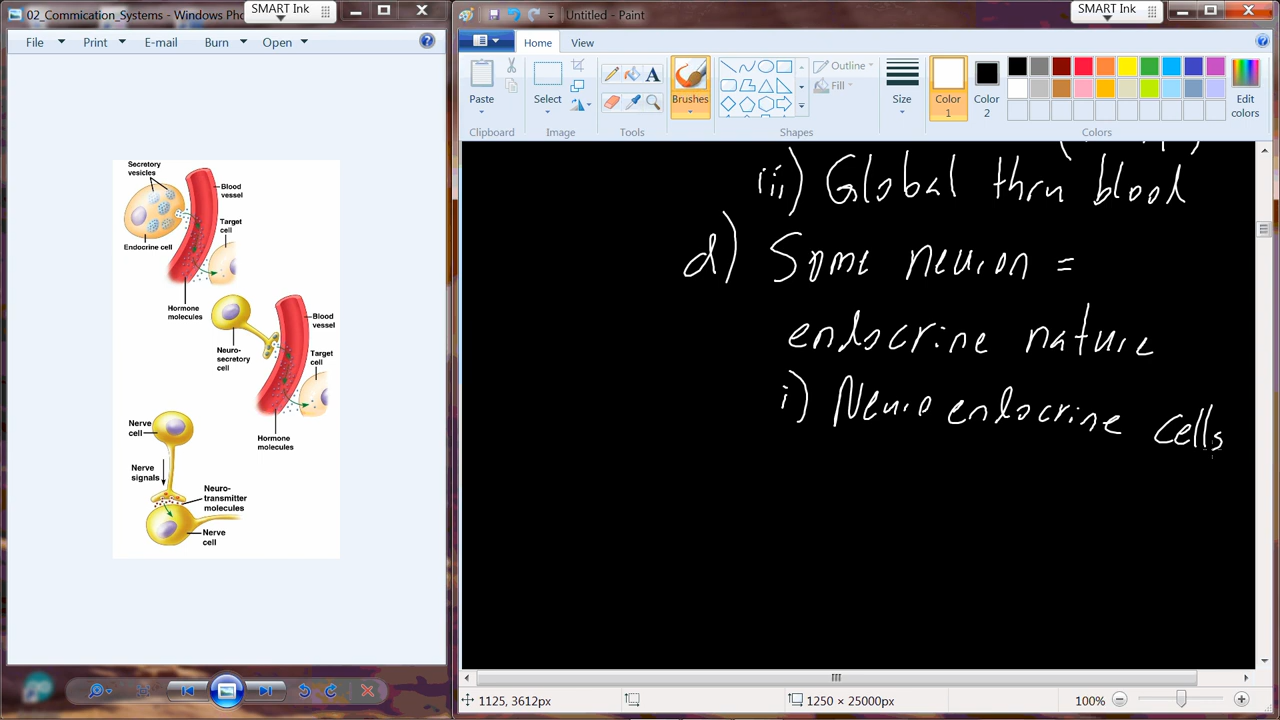 02_Commication_Systems - Windows Pho
SMART Ink
Untitled - Paint
SMART Ink
File
Print
E-mail
Burn
Open
Home
View
Paste
Select
Brushes
Size
Outline
Fill
Color
1
Color
2
Edit
colors
Clipboard
Image
Tools
Shapes
Colors
Secretory
vesicles
Blood
vessel
Target
cell
Endocrine cell
Hormone
molecules
Blood
vessel
Neuro-
secretory
cell
Target
cell
Hormone
molecules
Nerve
cell
Nerve
signals
Neuro-
transmitter
molecules
Nerve
cell
iii) Global thru blood
d) Some neuron =
endocrine nature
i) Neuro endocrine cells
1125, 3612px
1250 × 25000px
100%